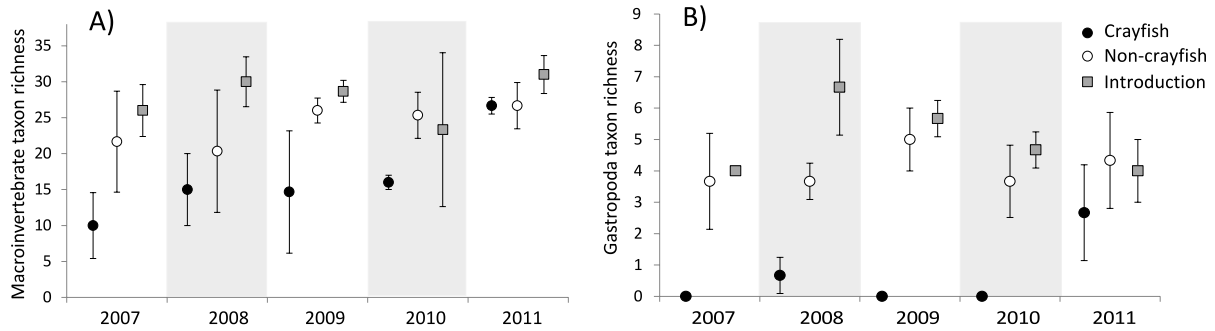 A)
Macroinvertebrate taxon richness
35
30
25
20
15
10
5
0
2007 2008 2009 2010 2011
B)
Gastropoda taxon richness
9
8
7
6
5
4
3
2
1
0
2007 2008 2009 2010 2011
Crayfish
Non-crayfish
Introduction